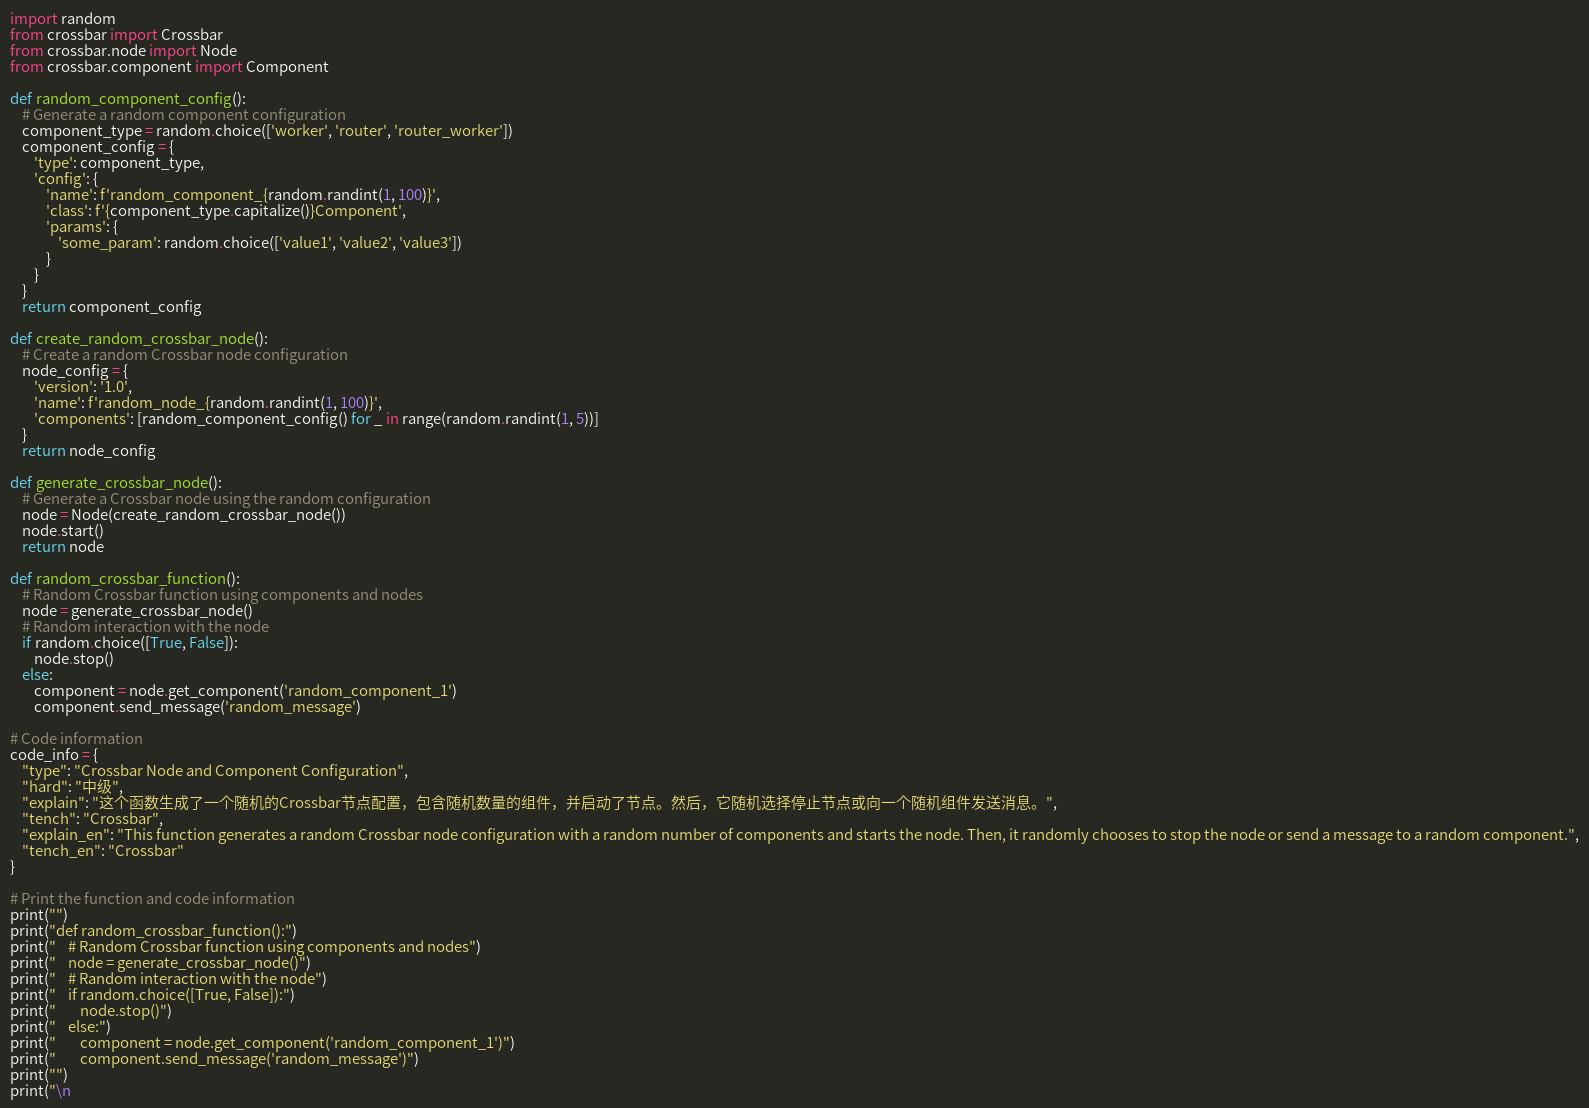 import random
from crossbar import Crossbar
from crossbar.node import Node
from crossbar.component import Component

def random_component_config():
    # Generate a random component configuration
    component_type = random.choice(['worker', 'router', 'router_worker'])
    component_config = {
        'type': component_type,
        'config': {
            'name': f'random_component_{random.randint(1, 100)}',
            'class': f'{component_type.capitalize()}Component',
            'params': {
                'some_param': random.choice(['value1', 'value2', 'value3'])
            }
        }
    }
    return component_config

def create_random_crossbar_node():
    # Create a random Crossbar node configuration
    node_config = {
        'version': '1.0',
        'name': f'random_node_{random.randint(1, 100)}',
        'components': [random_component_config() for _ in range(random.randint(1, 5))]
    }
    return node_config

def generate_crossbar_node():
    # Generate a Crossbar node using the random configuration
    node = Node(create_random_crossbar_node())
    node.start()
    return node

def random_crossbar_function():
    # Random Crossbar function using components and nodes
    node = generate_crossbar_node()
    # Random interaction with the node
    if random.choice([True, False]):
        node.stop()
    else:
        component = node.get_component('random_component_1')
        component.send_message('random_message')

# Code information
code_info = {
    "type": "Crossbar Node and Component Configuration",
    "hard": "中级",
    "explain": "这个函数生成了一个随机的Crossbar节点配置，包含随机数量的组件，并启动了节点。然后，它随机选择停止节点或向一个随机组件发送消息。",
    "tench": "Crossbar",
    "explain_en": "This function generates a random Crossbar node configuration with a random number of components and starts the node. Then, it randomly chooses to stop the node or send a message to a random component.",
    "tench_en": "Crossbar"
}

# Print the function and code information
print("")
print("def random_crossbar_function():")
print("    # Random Crossbar function using components and nodes")
print("    node = generate_crossbar_node()")
print("    # Random interaction with the node")
print("    if random.choice([True, False]):")
print("        node.stop()")
print("    else:")
print("        component = node.get_component('random_component_1')")
print("        component.send_message('random_message')")
print("")
print("\n